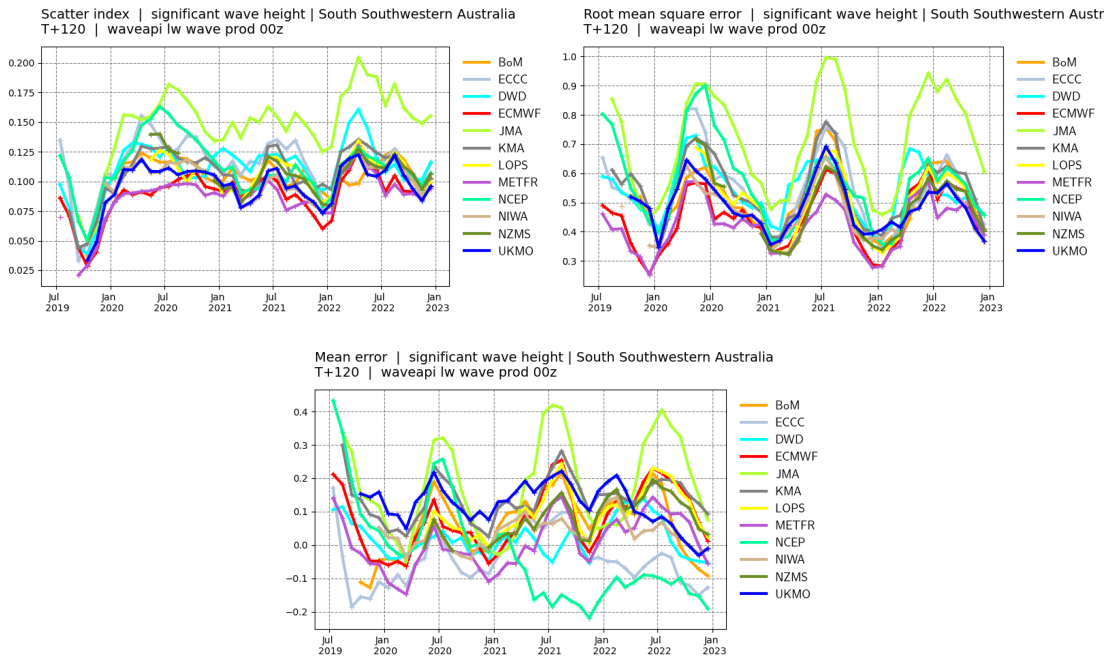 Scatter index | significant wave height | South Southwestern Australia
T+120 | waveapi lw wave prod 00z
0.200
0.175
0.150
0.125
0.100
0.075
0.050
0.025
Jul 2019
Jan 2020
Jul 2020
Jan 2021
Jul 2021
Jan 2022
Jul 2022
Jan 2023
BoM
ECCC
DWD
ECMWF
JMA
KMA
LOPS
METFR
NCEP
NIWA
NZMS
UKMO
Root mean square error | significant wave height | South Southwestern Austr
T+120 | waveapi lw wave prod 00z
1.0
0.9
0.8
0.7
0.6
0.5
0.4
0.3
Jul 2019
Jan 2020
Jul 2020
Jan 2021
Jul 2021
Jan 2022
Jul 2022
Jan 2023
BoM
ECCC
DWD
ECMWF
JMA
KMA
LOPS
METFR
NCEP
NIWA
NZMS
UKMO
Mean error | significant wave height | South Southwestern Australia
T+120 | waveapi lw wave prod 00z
0.4
0.3
0.2
0.1
0.0
−0.1
−0.2
Jul 2019
Jan 2020
Jul 2020
Jan 2021
Jul 2021
Jan 2022
Jul 2022
Jan 2023
BoM
ECCC
DWD
ECMWF
JMA
KMA
LOPS
METFR
NCEP
NIWA
NZMS
UKMO